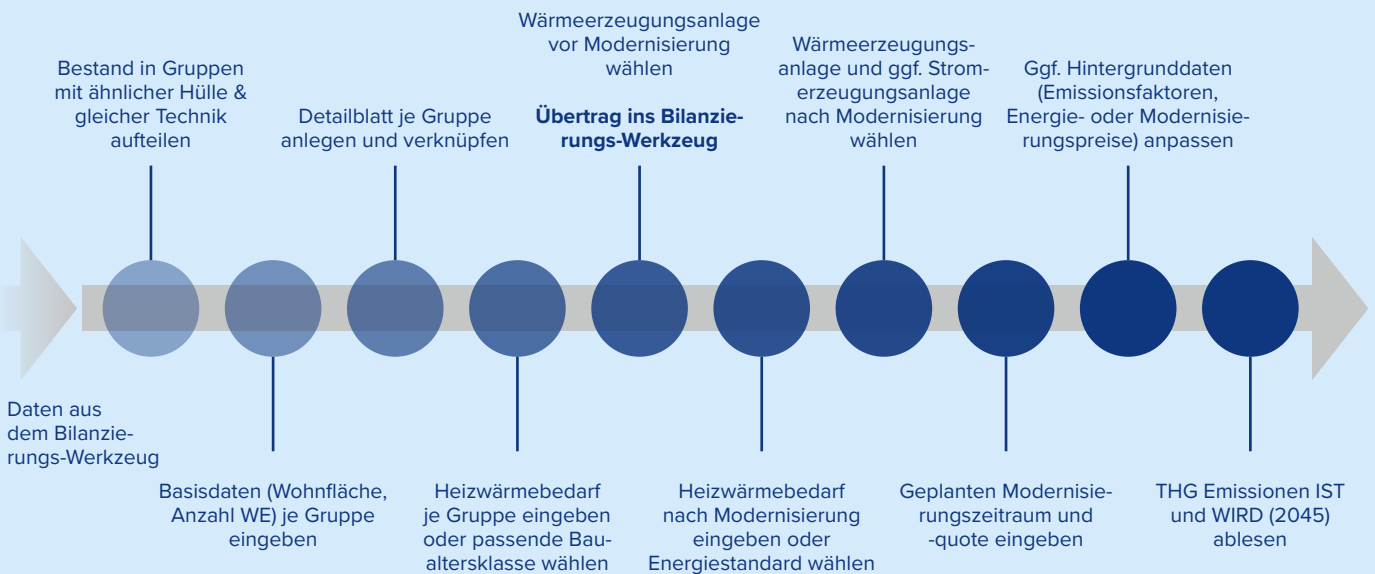 Daten aus
dem Bilanzie-
rungs-Werkzeug
Bestand in Gruppen
mit ähnlicher Hülle &
gleicher Technik
aufteilen
Basisdaten (Wohnfläche,
Anzahl WE) je Gruppe
eingeben
Detailblatt je Gruppe
anlegen und verknüpfen
Heizwärmebedarf
je Gruppe eingeben
oder passende Bau-
altersklasse wählen
Wärmeerzeugungsanlage
vor Modernisierung
wählen
Übertrag ins Bilanzie-
rungs-Werkzeug
Heizwärmebedarf
nach Modernisierung
eingeben oder
Energiestandard wählen
Wärmeerzeugungs-
anlage und ggf. Strom-
erzeugungsanlage
nach Modernisierung
wählen
Geplanten Modernisie-
rungszeitraum und
-quote eingeben
Ggf. Hintergrunddaten
(Emissionsfaktoren,
Energie- oder Modernisie-
rungspreise) anpassen
THG Emissionen IST
und WIRD (2045)
ablesen